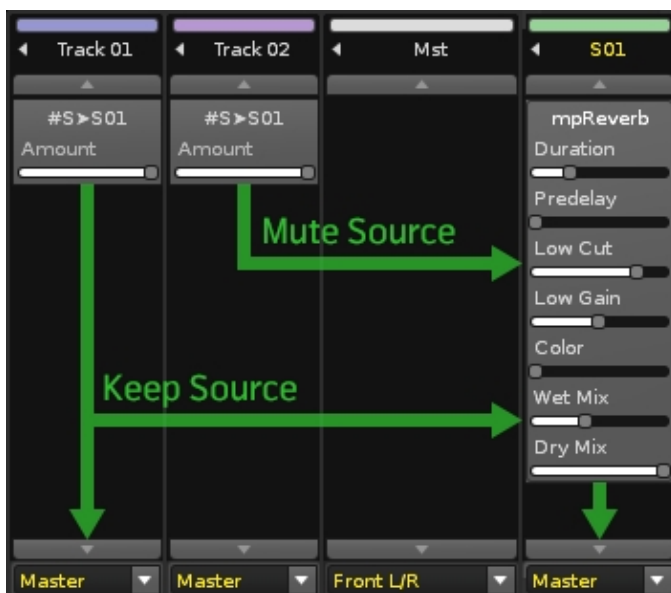 Track 01 Track 02 Mst S01
#S➤S01 #S➤S01 mpReverb
Amount Amount Duration
Predelay
Mute Source
Low Cut
Low Gain
Color
Keep Source
Wet Mix
Dry Mix
Master Master Front L/R Master